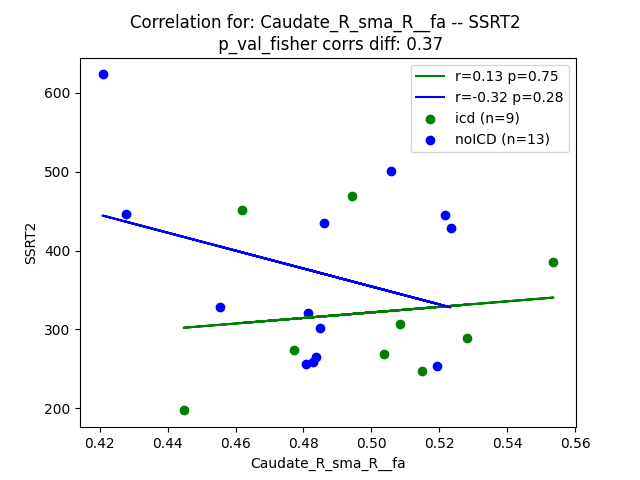 Correlation for: Caudate_R_sma_R__fa -- SSRT2
p_val_fisher corrs diff: 0.37
r=0.13 p=0.75
r=-0.32 p=0.28
icd (n=9)
noICD (n=13)
600
500
400
300
200
SSRT2
0.42 0.44 0.46 0.48 0.50 0.52 0.54 0.56
Caudate_R_sma_R__fa